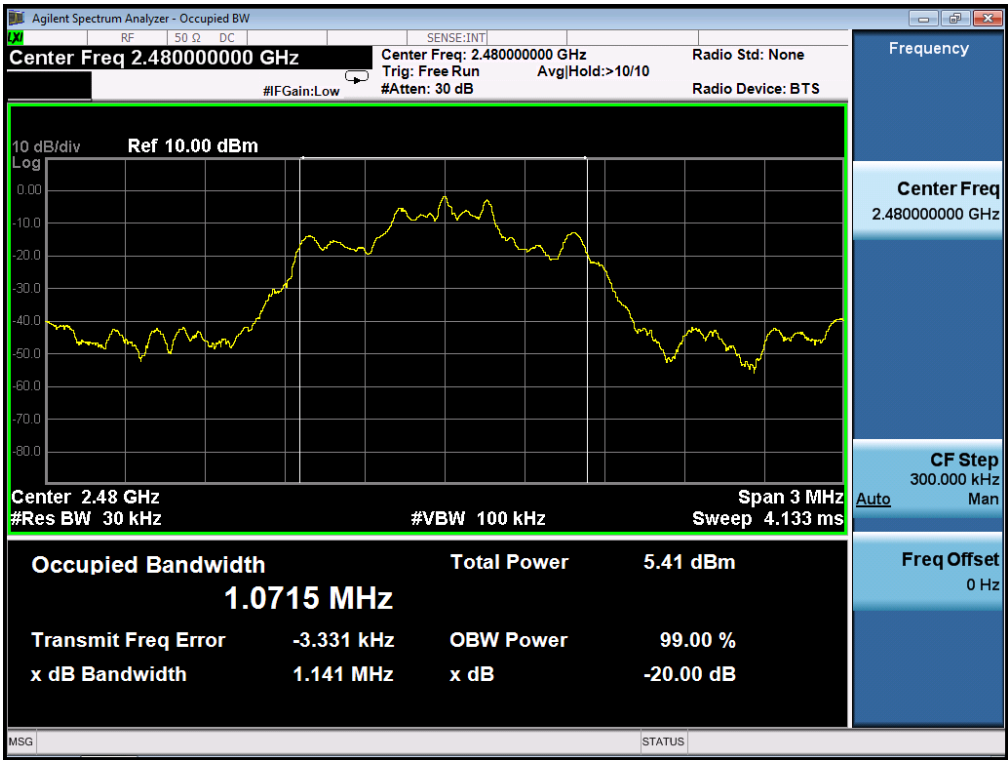 Agilent Spectrum Analyzer - Occupied BW
LXI
RF 50 Ω DC SENSE:INT
Center Freq 2.480000000 GHz
#IFGain:Low
Center Freq: 2.480000000 GHz
Trig: Free Run Avg|Hold:>10/10
#Atten: 30 dB
Radio Std: None
Radio Device: BTS
10 dB/div Ref 10.00 dBm
Log
0.00
-10.0
-20.0
-30.0
-40.0
-50.0
-60.0
-70.0
-80.0
Center 2.48 GHz Span 3 MHz
#Res BW 30 kHz #VBW 100 kHz Sweep 4.133 ms
Occupied Bandwidth Total Power 5.41 dBm
1.0715 MHz
Transmit Freq Error -3.331 kHz OBW Power 99.00 %
x dB Bandwidth 1.141 MHz x dB -20.00 dB
MSG STATUS
Frequency
Center Freq
2.480000000 GHz
CF Step
300.000 kHz
Auto Man
Freq Offset
0 Hz